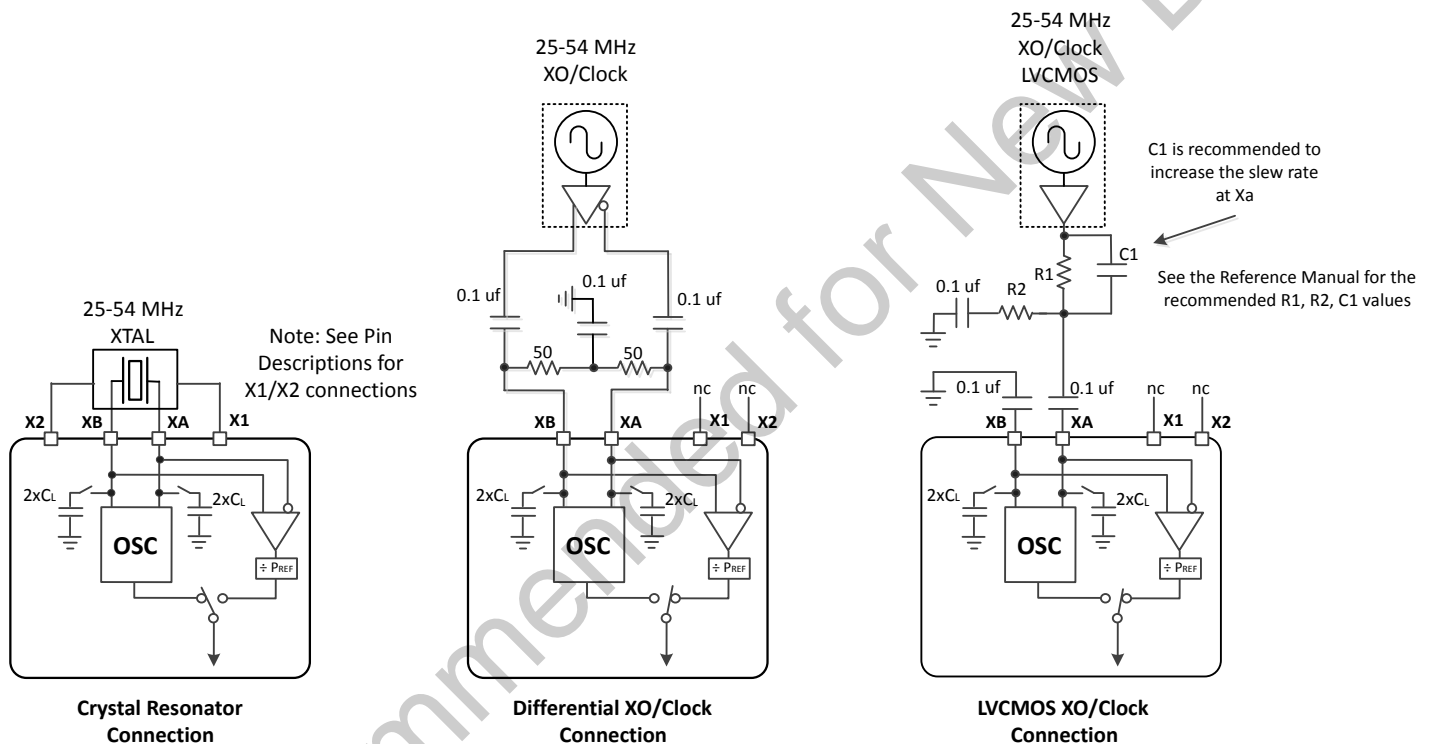 25-54 MHz
XTAL
Note: See Pin
Descriptions for
X1/X2 connections
X2
XB
XA
X1
2xCL
2xCL
OSC
÷ PREF
Crystal Resonator
Connection
25-54 MHz
XO/Clock
0.1 uf
0.1 uf
0.1 uf
50
50
nc
nc
XB
XA
X1
X2
2xCL
2xCL
OSC
÷ PREF
Differential XO/Clock
Connection
25-54 MHz
XO/Clock
LVCMOS
C1 is recommended to
increase the slew rate
at Xa
C1
R1
See the Reference Manual for the
recommended R1, R2, C1 values
0.1 uf
R2
0.1 uf
0.1 uf
nc
nc
XB
XA
X1
X2
2xCL
2xCL
OSC
÷ PREF
LVCMOS XO/Clock
Connection
mmended for New